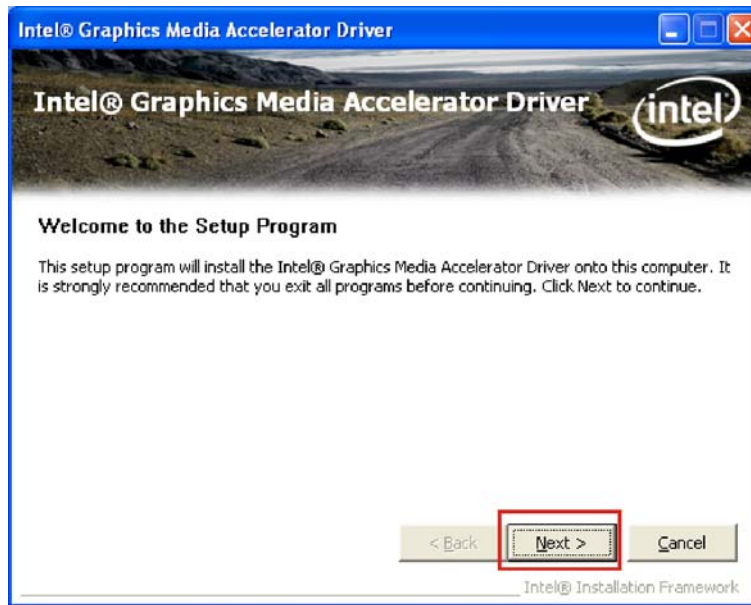 Intel® Graphics Media Accelerator Driver
Intel® Graphics Media Accelerator Driver
intel
Welcome to the Setup Program
This setup program will install the Intel® Graphics Media Accelerator Driver onto this computer. It
is strongly recommended that you exit all programs before continuing. Click Next to continue.
< Back Next > Cancel
Intel® Installation Framework